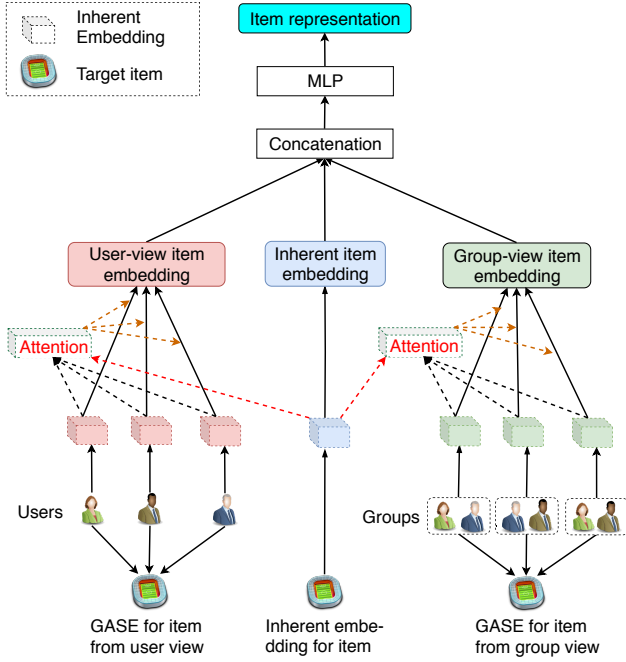 Inherent
Embedding
Target item
Item representation
MLP
Concatenation
User-view item
embedding
Inherent item
embedding
Group-view item
embedding
Attention
Attention
Users
Groups
GASE for item
from user view
Inherent embe-
dding for item
GASE for item
from group view